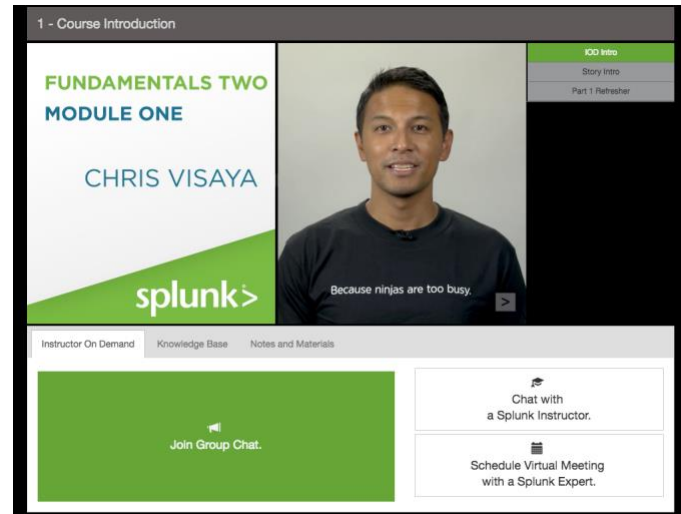 1 - Course Introduction
FUNDAMENTALS TWO
MODULE ONE
CHRIS VISAYA
splunk>
Because ninjas are too busy.
>
IOD Intro
Story Intro
Part 1 Refresher
Instructor On Demand
Knowledge Base
Notes and Materials
Join Group Chat.
Chat with
a Splunk Instructor.
Schedule Virtual Meeting
with a Splunk Expert.